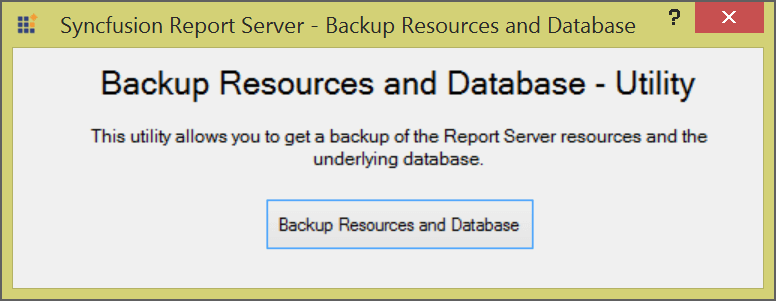 Syncfusion Report Server - Backup Resources and Database
?
Backup Resources and Database - Utility
This utility allows you to get a backup of the Report Server resources and the
underlying database.
Backup Resources and Database